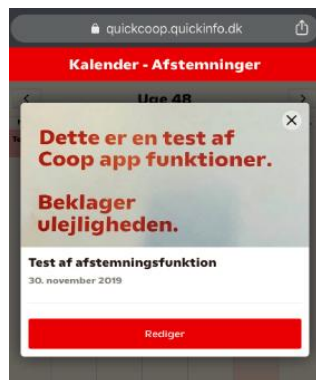 quickcoop.quickinfo.dk
Kalender - Afstemninger
Uge 48
Dette er en test af
Coop app funktioner.
Beklager
ulejligheden.
Test af afstemningsfunktion
30. november 2019
Rediger